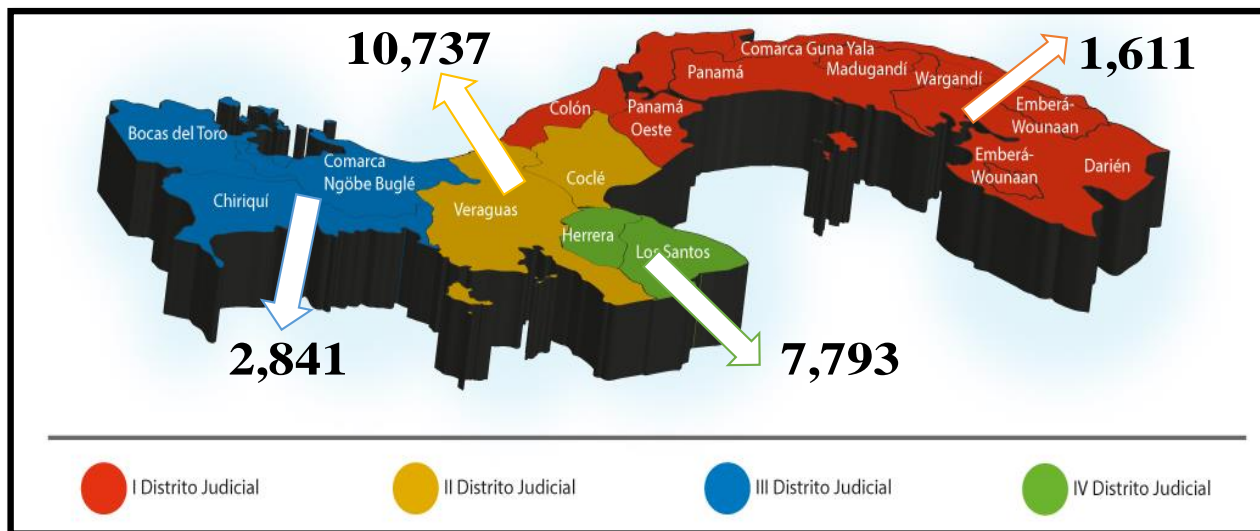 10,737
1,611
Comarca Guna Yala
Panamá
Madugandí
Wargandí
Colón
Panamá
Oeste
Emberá-
Wounaan
Bocas del Toro
Comarca
Ngöbe Buglé
Coclé
Emberá-
Wounaan
Darién
Chiriquí
Veraguas
Herrera
Los Santos
2,841
7,793
I Distrito Judicial
II Distrito Judicial
III Distrito Judicial
IV Distrito Judicial